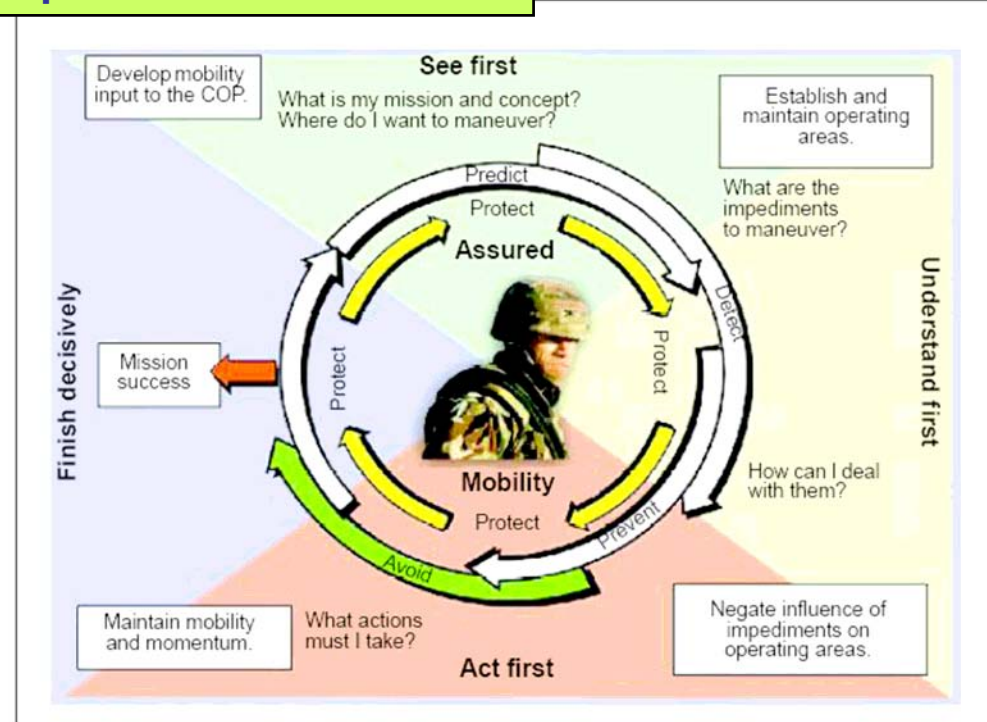 See first
Develop mobility
input to the COP.
What is my mission and concept?
Where do I want to maneuver?
Establish and
maintain operating
areas.
What are the
impediments
to maneuver?
Predict
Protect
Assured
Detect
Protect
Understand first
Finish decisively
Mission
success
Protect
Mobility
Protect
Prevent
Avoid
How can I deal
with them?
Maintain mobility
and momentum.
What actions
must I take?
Act first
Negate influence of
impediments on
operating areas.